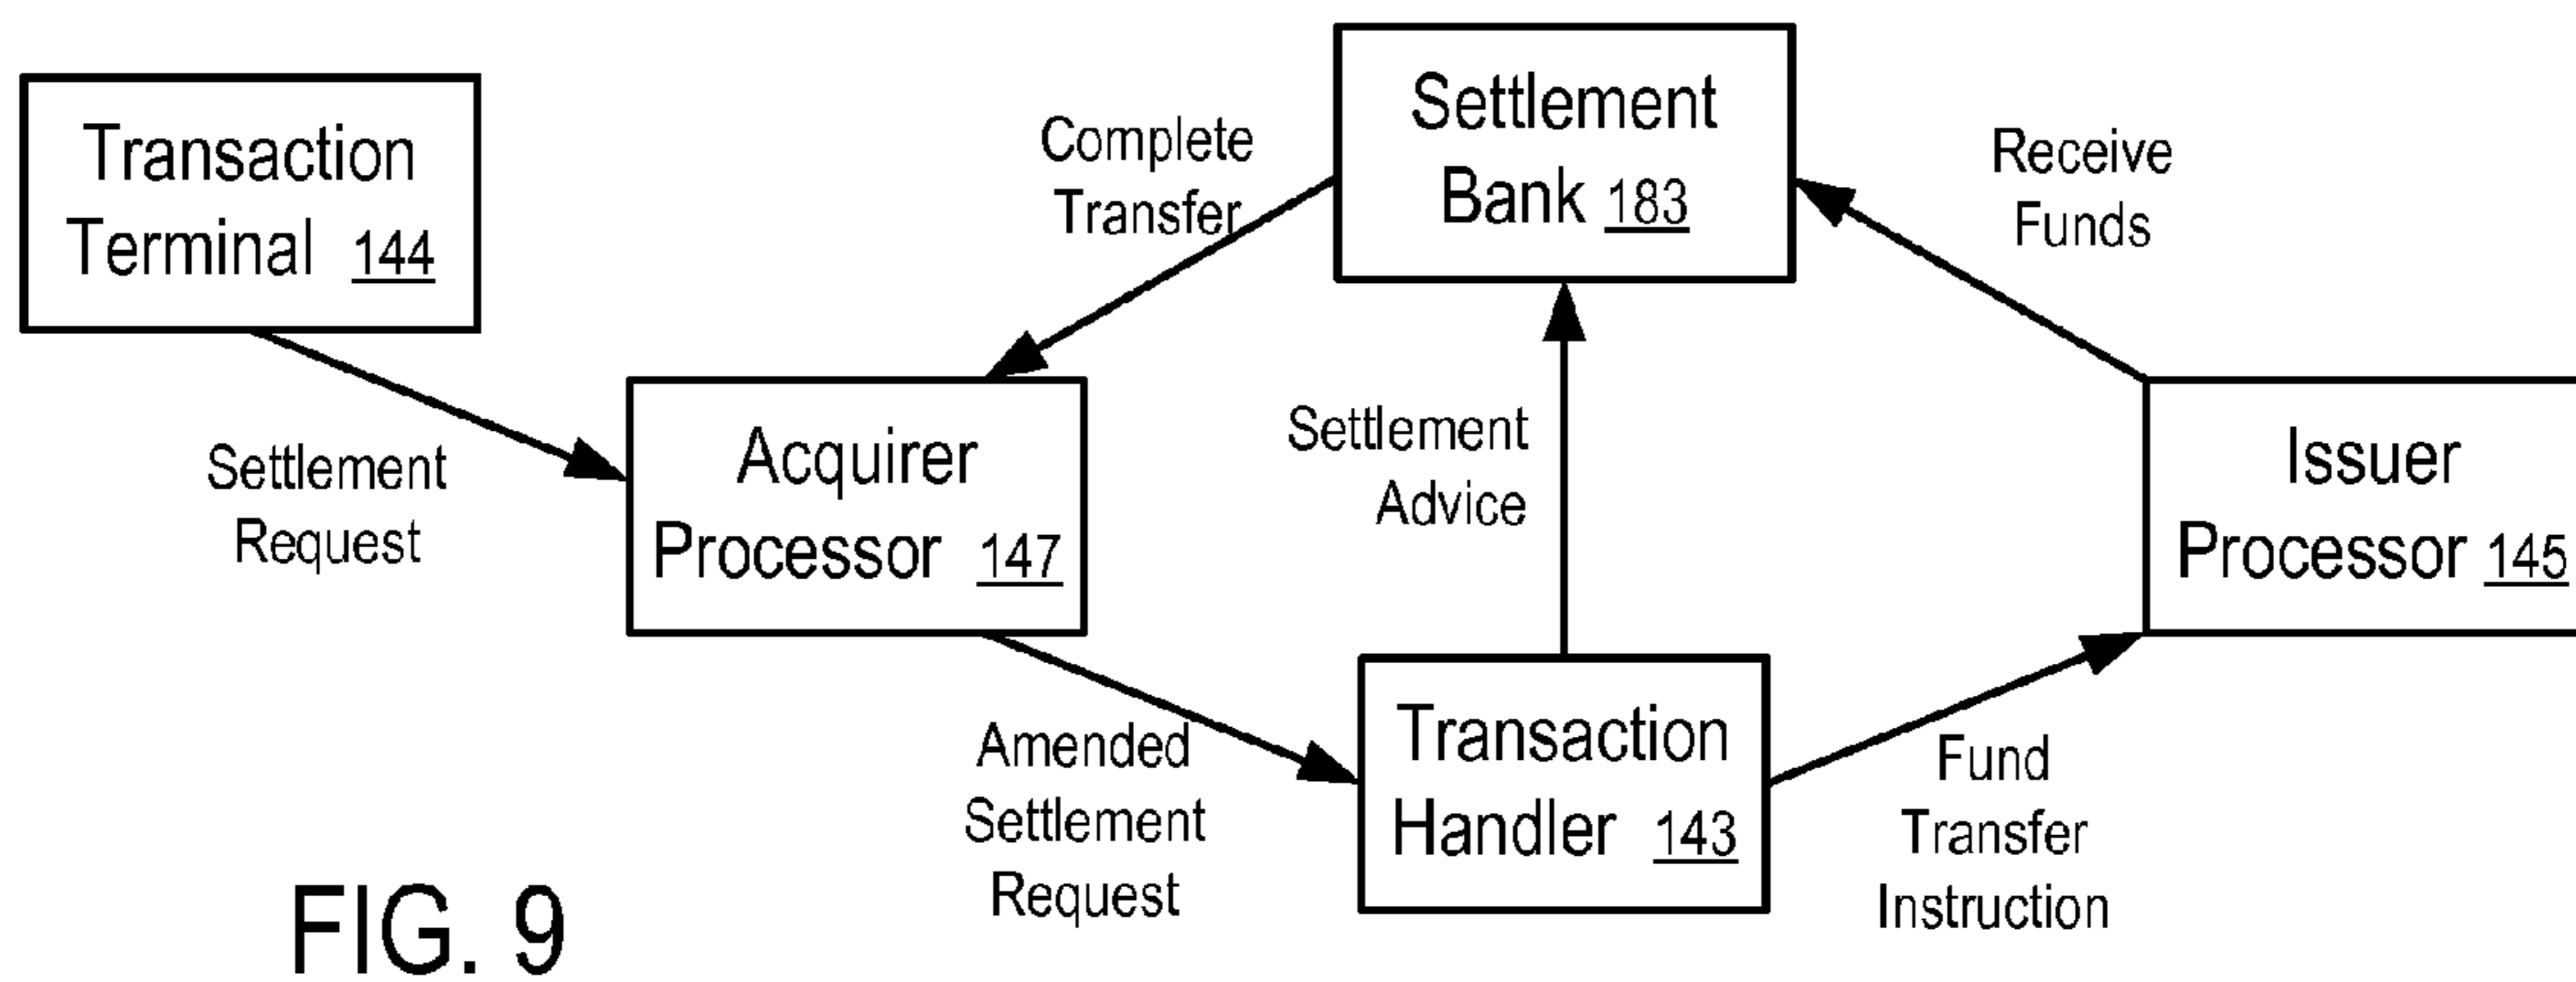 Transaction
Terminal 144
Settlement
Request
Complete
Transfer
Acquirer
Processor 147
Amended
Settlement
Request
Settlement
Bank 183
Settlement
Advice
Transaction
Handler 143
Receive
Funds
Issuer
Processor 145
Fund
Transfer
Instruction
FIG. 9